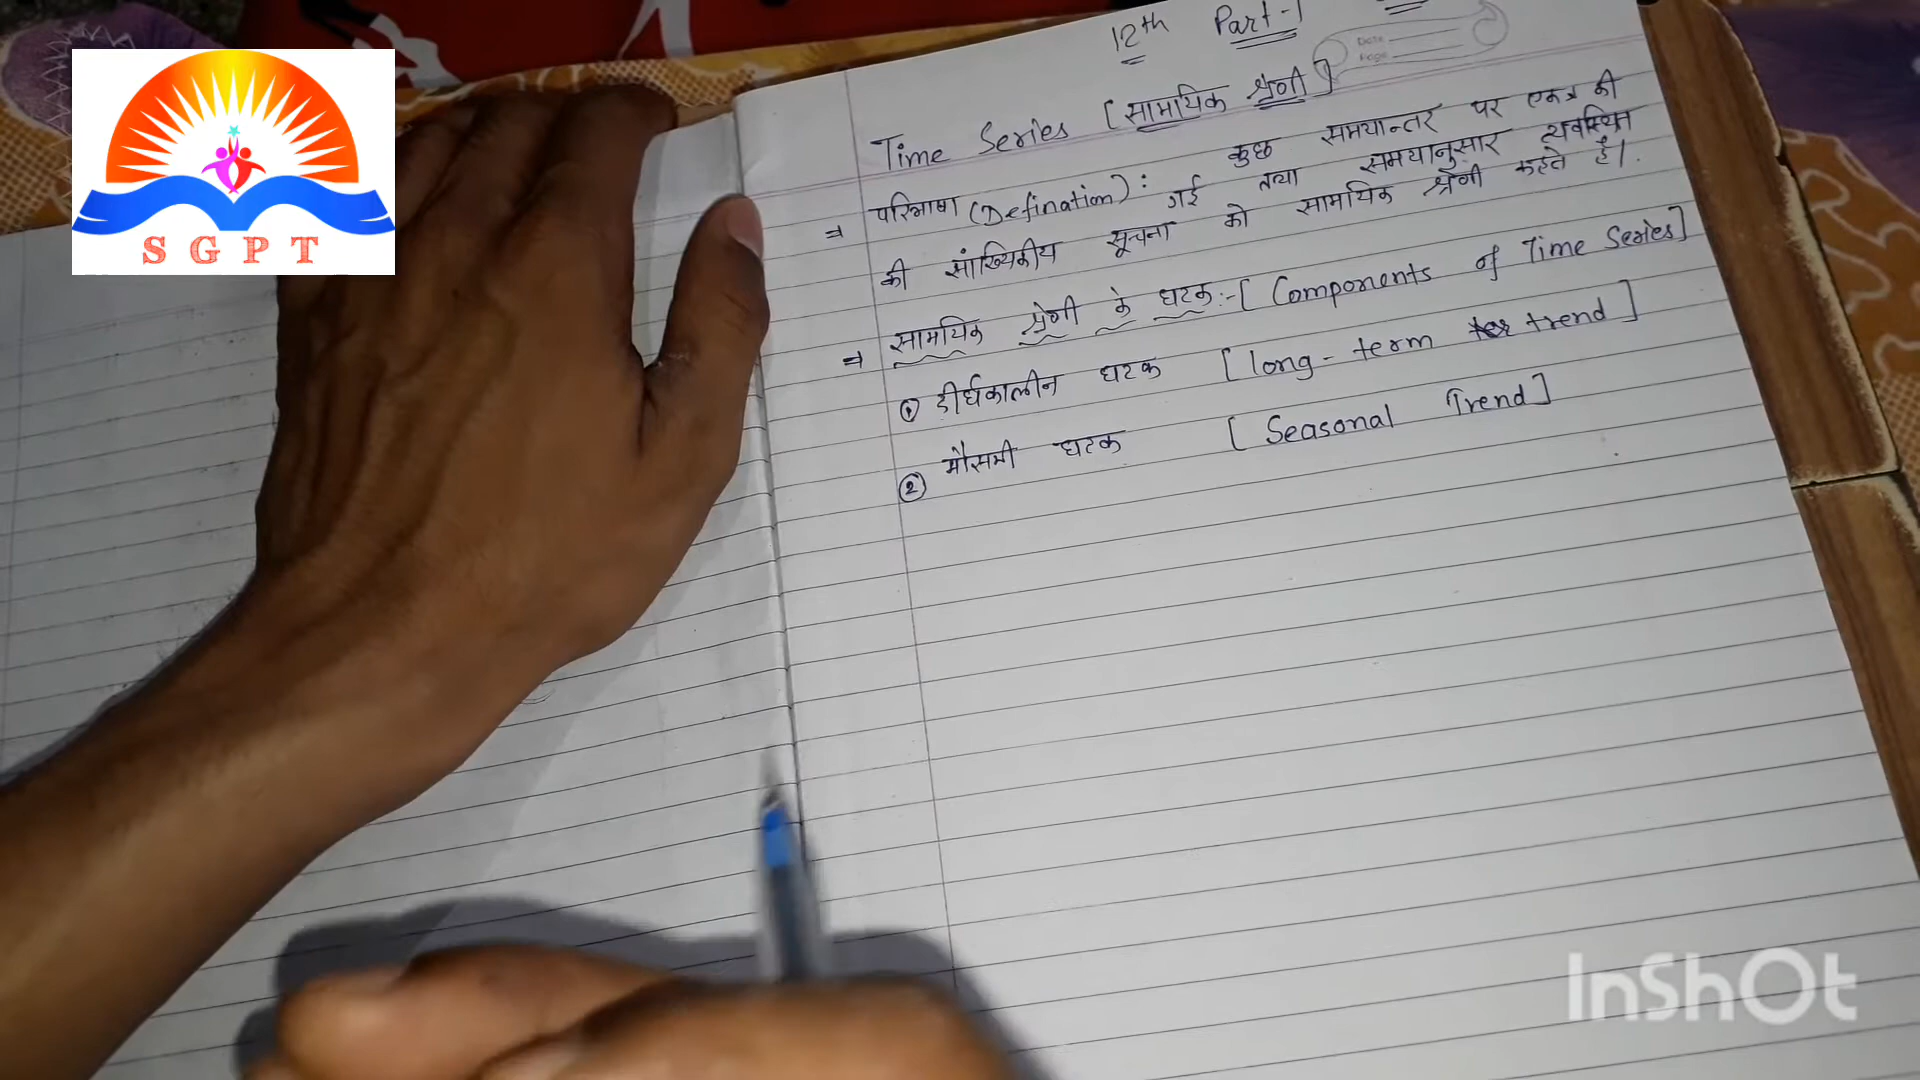 SGPT
12th Part-1
Date
Page
Time Series [सामयिक श्रेणी]
⇒ परिभाषा (Defination): कुछ समयान्तर पर एकत्र की
गई तथा समयानुसार व्यवस्थित
की सांख्यिकीय सूचना को सामयिक श्रेणी कहते हैं।
⇒ सामयिक श्रेणी के घटक:-[Components of Time Series]
① दीर्घकालीन घटक [long-term trend]
② मौसमी घटक [Seasonal Trend]
InShOt